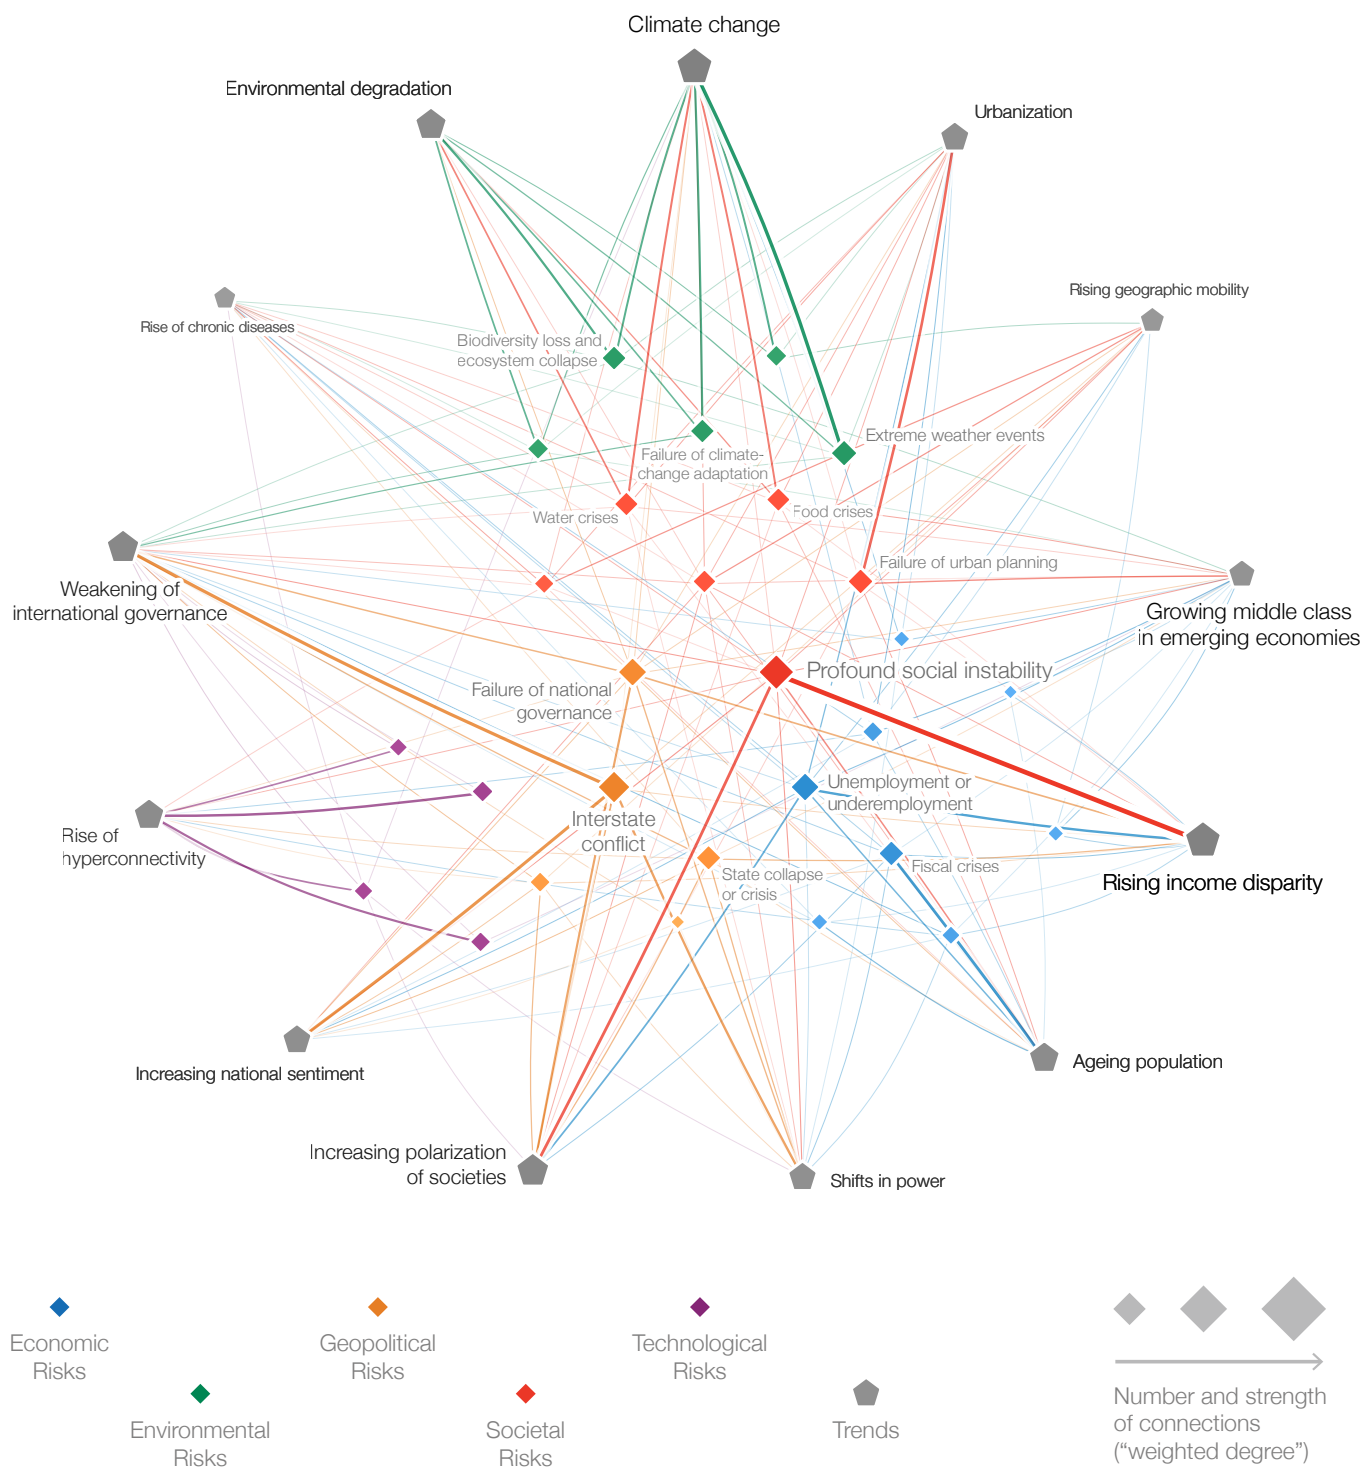 Climate change
Environmental degradation
Urbanization
Rising geographic mobility
Rise of chronic diseases
Biodiversity loss and
ecosystem collapse
Extreme weather events
Failure of climate-
change adaptation
Food crises
Water crises
Failure of urban planning
Weakening of
international governance
Growing middle class
in emerging economies
Profound social instability
Failure of national
governance
Unemployment or
underemployment
Interstate
conflict
Rise of
hyperconnectivity
Fiscal crises
State collapse
or crisis
Rising income disparity
Increasing national sentiment
Ageing population
Increasing polarization
of societies
Shifts in power
Economic
Risks
Geopolitical
Risks
Technological
Risks
Environmental
Risks
Societal
Risks
Trends
Number and strength
of connections
(“weighted degree”)